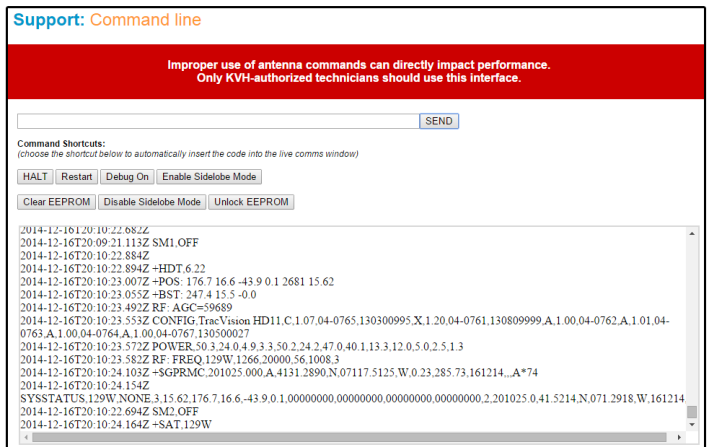 Support: Command line
Improper use of antenna commands can directly impact performance.
Only KVH-authorized technicians should use this interface.
SEND
Command Shortcuts:
(choose the shortcut below to automatically insert the code into the live comms window)
HALT Restart Debug On Enable Sidelobe Mode
Clear EEPROM Disable Sidelobe Mode Unlock EEPROM
2014-12-16T20:10:22.682Z
2014-12-16T20:09:21.113Z SM1,OFF
2014-12-16T20:10:22.884Z
2014-12-16T20:10:22.894Z +HDT,6.22
2014-12-16T20:10:23.007Z +POS: 176.7 16.6 -43.9 0.1 2681 15.62
2014-12-16T20:10:23.055Z +BST: 247.4 15.5 -0.0
2014-12-16T20:10:23.492Z RF: AGC=59689
2014-12-16T20:10:23.553Z CONFIG,TracVision HD11,C,1.07,04-0765,130300995,X,1.20,04-0761,130809999,A,1.00,04-0762,A,1.01,04-
0763,A,1.00,04-0764,A,1.00,04-0767,130500027
2014-12-16T20:10:23.572Z POWER,50.3,24.0,4.9,3.3,50.2,24.2,47.0,40.1,13.3,12.0,5.0,2.5,1.3
2014-12-16T20:10:23.582Z RF: FREQ,129W,1266,20000,56,1008,3
2014-12-16T20:10:24.103Z +$GPRMC,201025.000,A,4131.2890,N,07117.5125,W,0.23,285.73,161214,,,A*74
2014-12-16T20:10:24.154Z
SYSSTATUS,129W,NONE,3,15.62,176.7,16.6,-43.9,0.1,00000000,00000000,00000000,00000000,2,201025.0,41.5214,N,071.2918,W,161214,
2014-12-16T20:10:22.694Z SM2,OFF
2014-12-16T20:10:24.164Z +SAT,129W